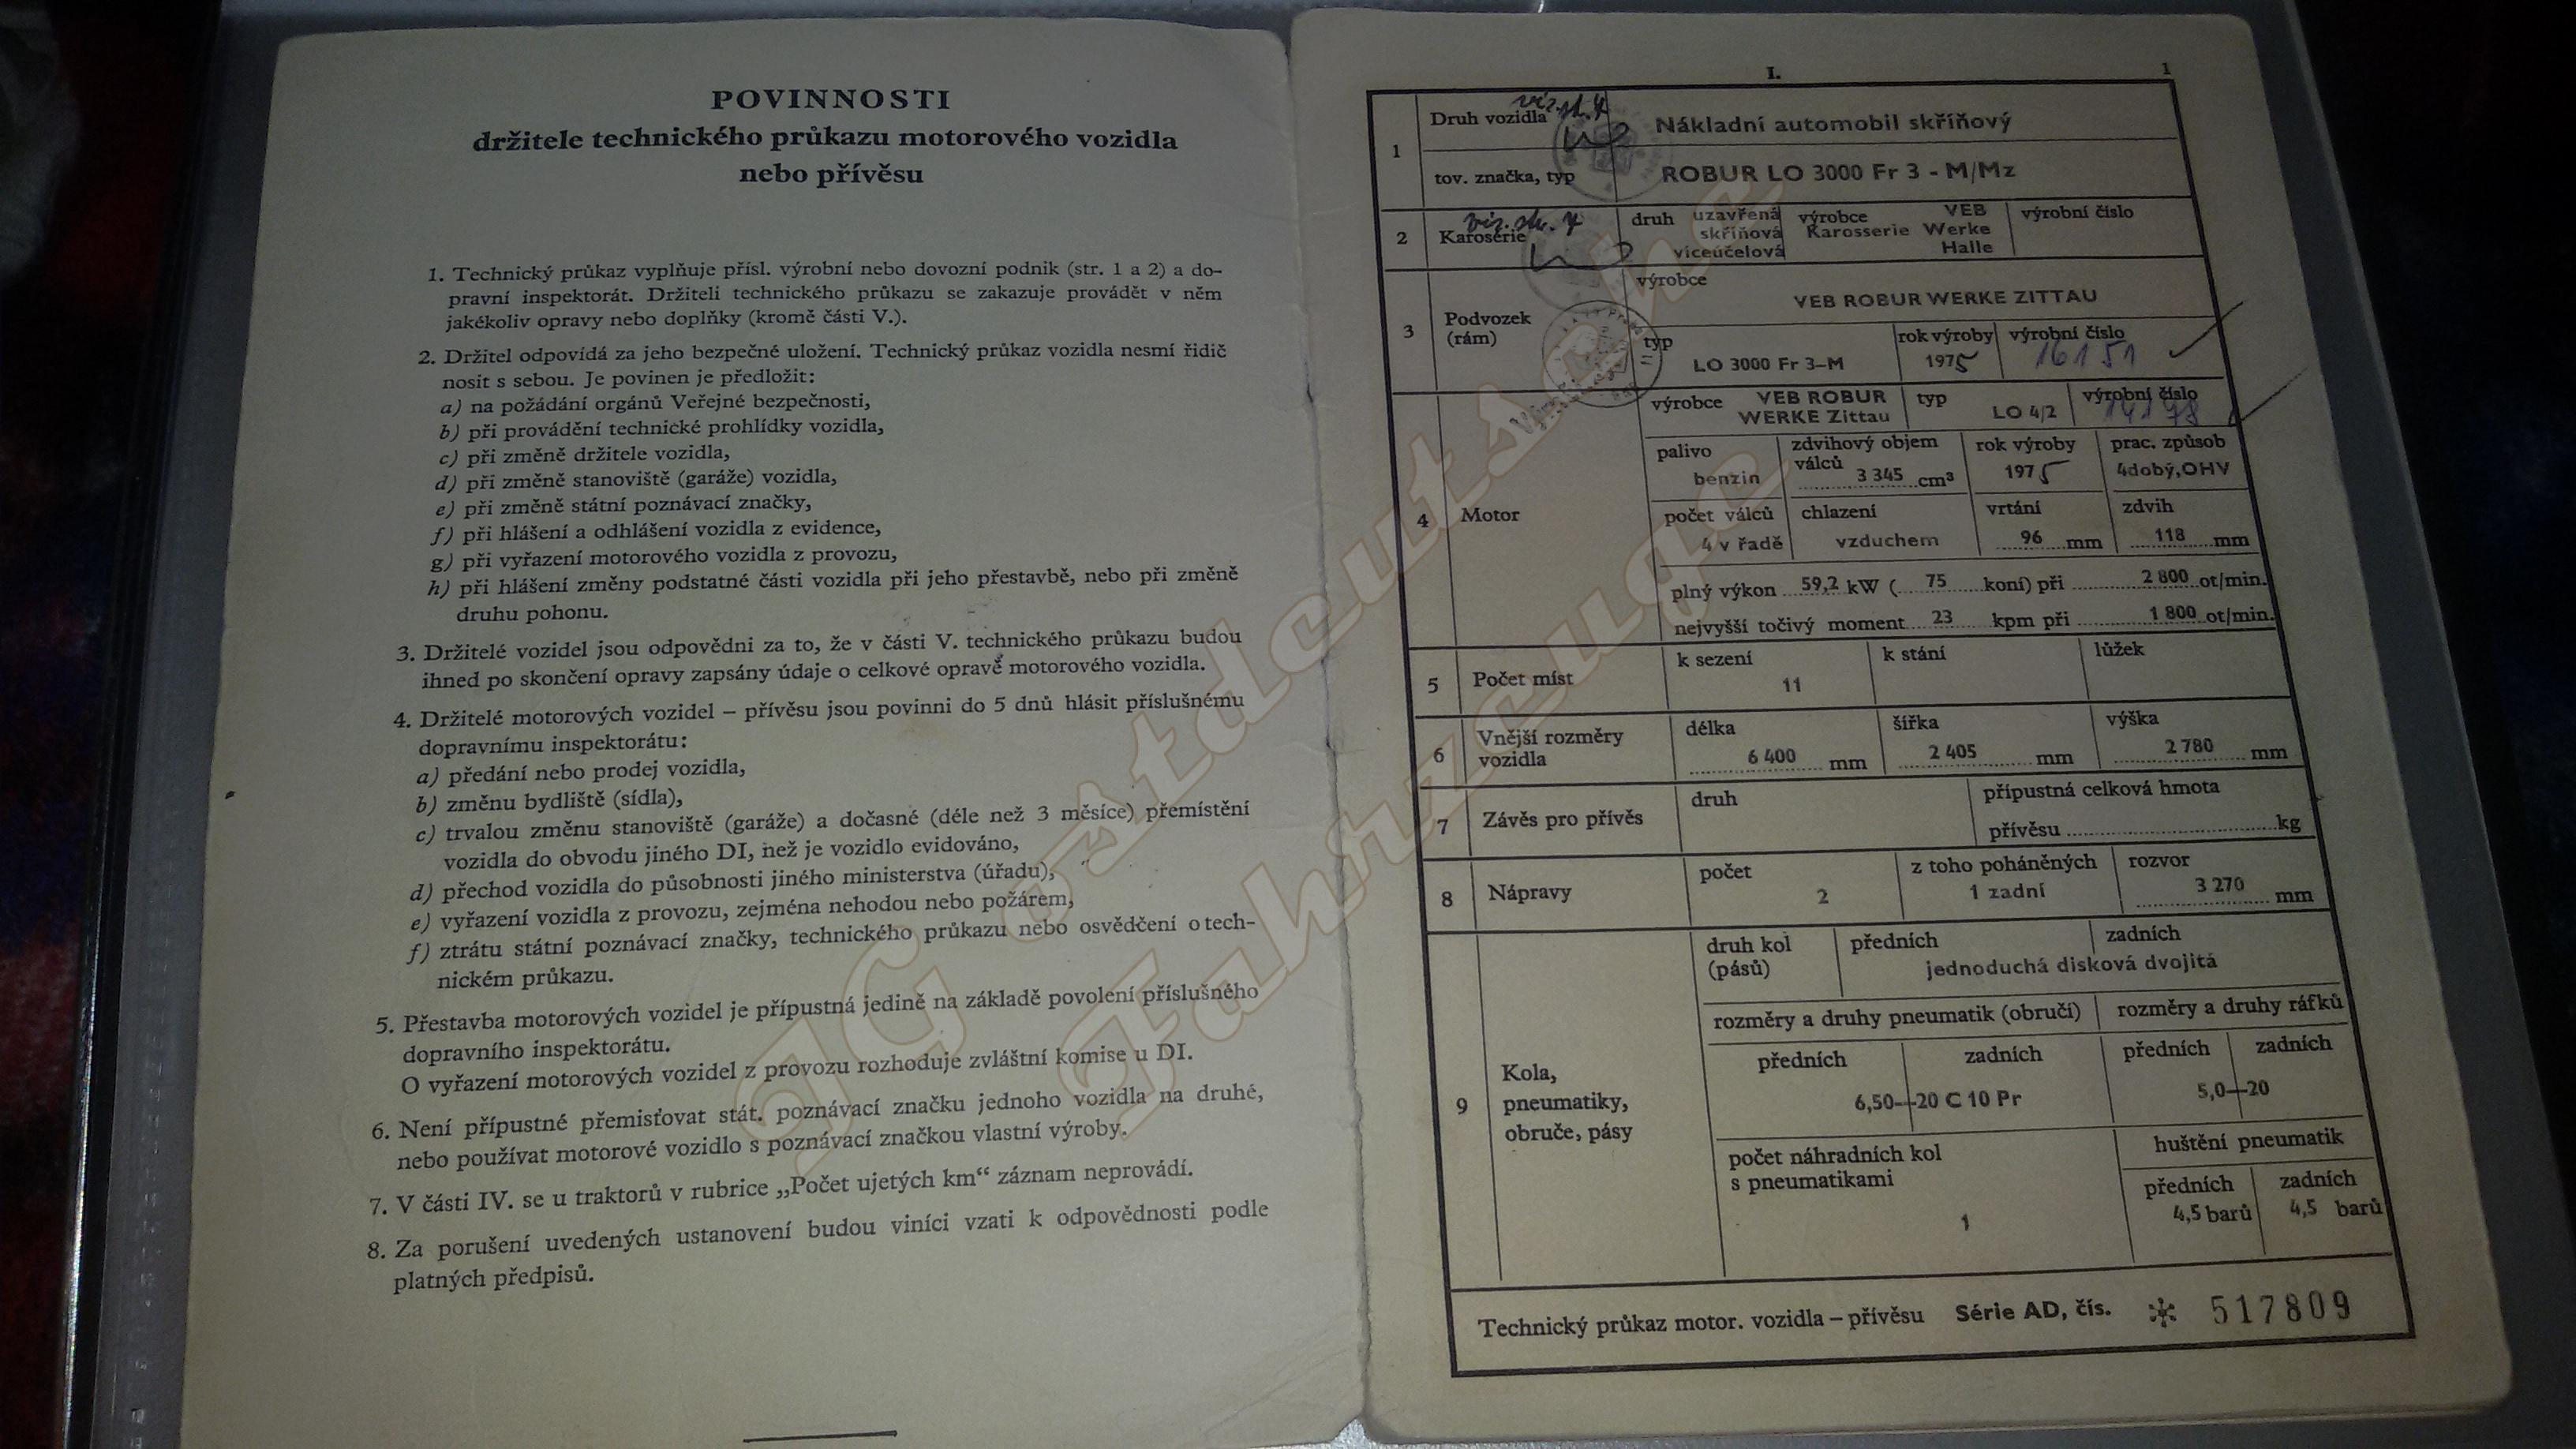 POVINNOSTI
držitele technického průkazu motorového vozidla
nebo přívěsu
1. Technický průkaz vyplňuje přísl. výrobní nebo dovozní podnik (str. 1 a 2) a do-
pravní inspektorát. Držiteli technického průkazu se zakazuje provádět v něm
jakékoliv opravy nebo doplňky (kromě části V.).
2. Držitel odpovídá za jeho bezpečné uložení. Technický průkaz vozidla nesmí řidič
nosit s sebou. Je povinen je předložit:
a) na požádání orgánů Veřejné bezpečnosti,
b) při provádění technické prohlídky vozidla,
c) při změně držitele vozidla,
d) při změně stanoviště (garáže) vozidla,
e) při změně státní poznávací značky,
f) při hlášení a odhlášení vozidla z evidence,
g) při vyřazení motorového vozidla z provozu,
h) při hlášení změny podstatné části vozidla při jeho přestavbě, nebo při změně
druhu pohonu.
3. Držitelé vozidel jsou odpovědni za to, že v části V. technického průkazu budou
ihned po skončení opravy zapsány údaje o celkové opravě motorového vozidla.
4. Držitelé motorových vozidel – přívěsu jsou povinni do 5 dnů hlásit příslušnému
dopravnímu inspektorátu:
a) předání nebo prodej vozidla,
b) změnu bydliště (sídla),
c) trvalou změnu stanoviště (garáže) a dočasné (déle než 3 měsíce) přemístění
vozidla do obvodu jiného DI, než je vozidlo evidováno,
d) přechod vozidla do působnosti jiného ministerstva (úřadu),
e) vyřazení vozidla z provozu, zejména nehodou nebo požárem,
f) ztrátu státní poznávací značky, technického průkazu nebo osvědčení o tech-
nickém průkazu.
5. Přestavba motorových vozidel je přípustná jedině na základě povolení příslušného
dopravního inspektorátu.
O vyřazení motorových vozidel z provozu rozhoduje zvláštní komise u DI.
6. Není přípustné přemisťovat stát. poznávací značku jednoho vozidla na druhé,
nebo používat motorové vozidlo s poznávací značkou vlastní výroby.
7. V části IV. se u traktorů v rubrice „Počet ujetých km“ záznam neprovádí.
8. Za porušení uvedených ustanovení budou viníci vzati k odpovědnosti podle
platných předpisů.
I. 1
1 Druh vozidla viz. str. 4 Nákladní automobil skříňový
tov. značka, typ ROBUR LO 3000 Fr 3 - M/Mz
2 Karoserie viz. str. 4 druh uzavřená skříňová víceúčelová výrobce VEB Karosserie Werke Halle výrobní číslo
3 Podvozek (rám) výrobce VEB ROBUR WERKE ZITTAU
typ LO 3000 Fr 3–M rok výroby 1975 výrobní číslo 16151
4 Motor výrobce VEB ROBUR WERKE Zittau typ LO 4/2 výrobní číslo
palivo benzin zdvihový objem válců 3 345 cm³ rok výroby 1975 prac. způsob 4dobý, OHV
počet válců 4 v řadě chlazení vzduchem vrtání 96 mm zdvih 118 mm
plný výkon 59,2 kW ( 75 koní) při 2 800 ot/min.
nejvyšší točivý moment 23 kpm při 1 800 ot/min.
5 Počet míst k sezení 11 k stání lůžek
6 Vnější rozměry vozidla délka 6 400 mm šířka 2 405 mm výška 2 780 mm
7 Závěs pro přívěs druh přípustná celková hmota
přívěsu kg
8 Nápravy počet 2 z toho poháněných 1 zadní rozvor 3 270 mm
9 Kola, pneumatiky, obruče, pásy druh kol (pásů) předních zadních
jednoduchá disková dvojitá
rozměry a druhy pneumatik (obručí) rozměry a druhy ráfků
předních zadních předních zadních
6,50—20 C 10 Pr 5,0—20
počet náhradních kol s pneumatikami 1 huštění pneumatik
předních 4,5 barů zadních 4,5 barů
Technický průkaz motor. vozidla – přívěsu Série AD, čís. * 517809
JG ostdeutsche
Fahrzeuge